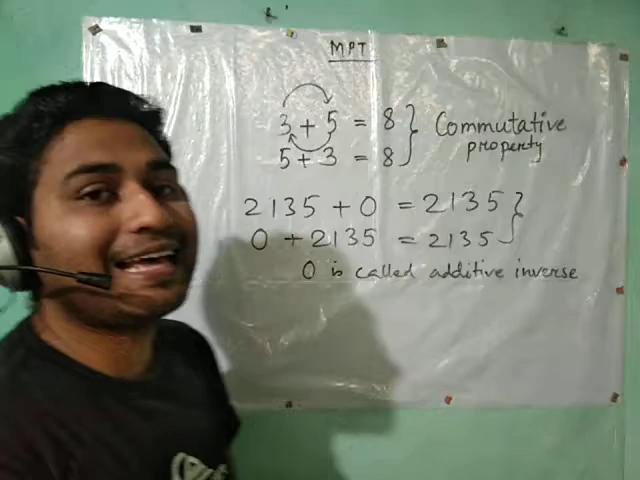 MPT
3 + 5 = 8
5 + 3 = 8
Commutative
property
2135 + 0 = 2135
0 + 2135 = 2135
0 is called additive inverse